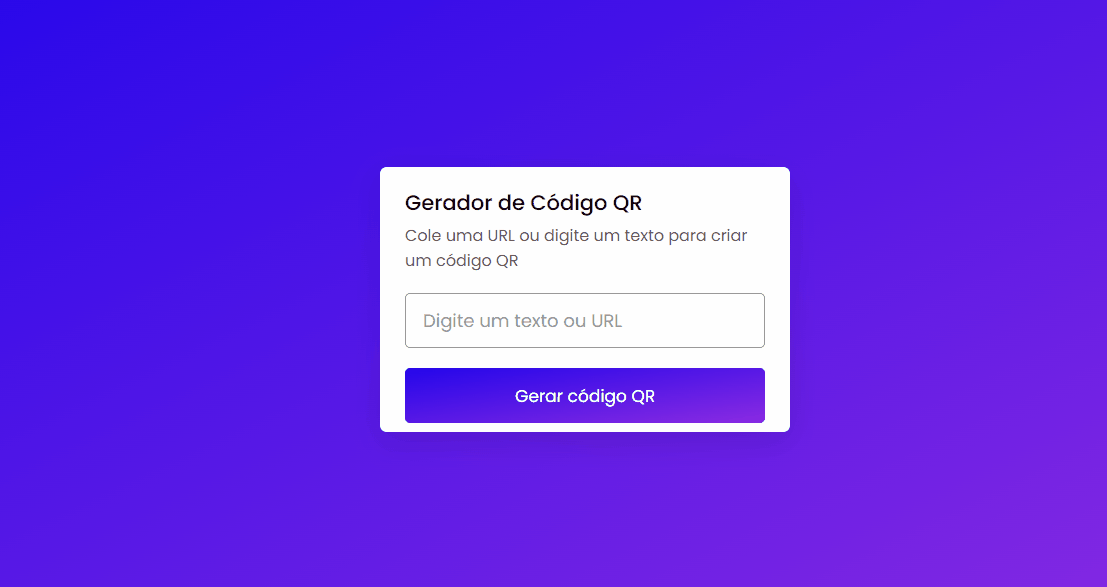 Gerador de Código QR
Cole uma URL ou digite um texto para criar
um código QR
Digite um texto ou URL
Gerar código QR